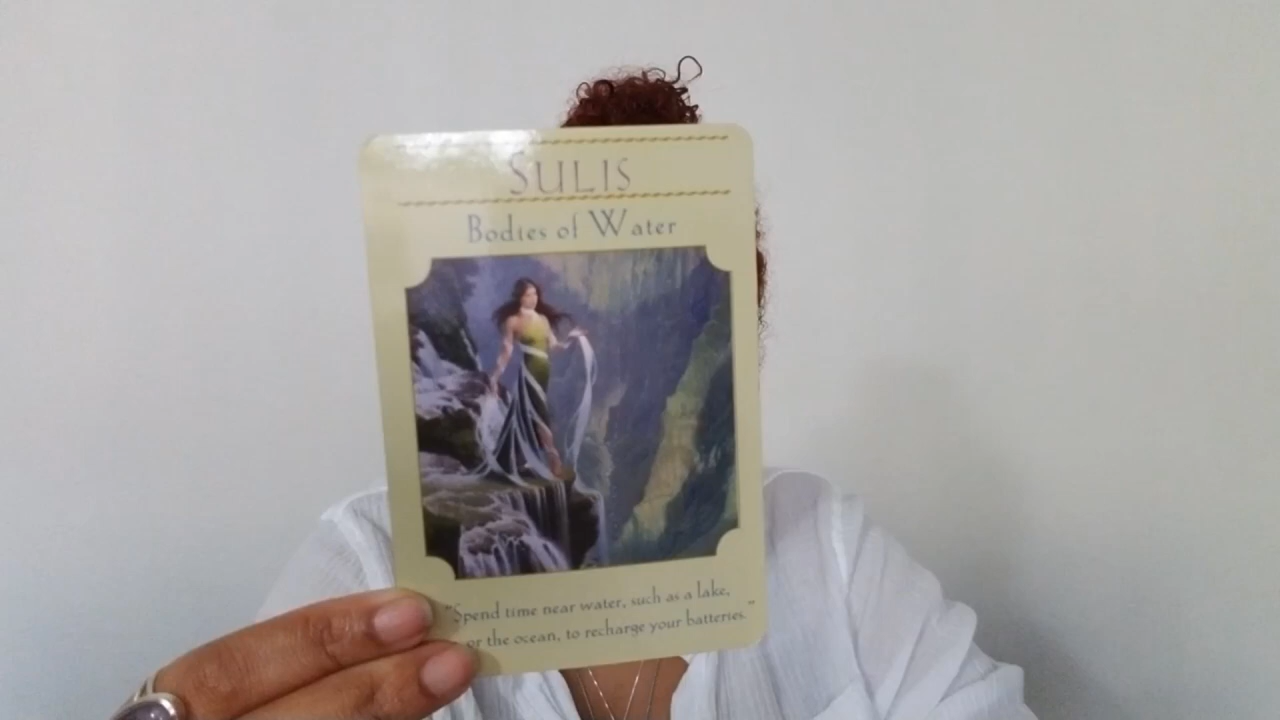 SULIS
Bodies of Water
"Spend time near water, such as a lake,
or the ocean, to recharge your batteries."